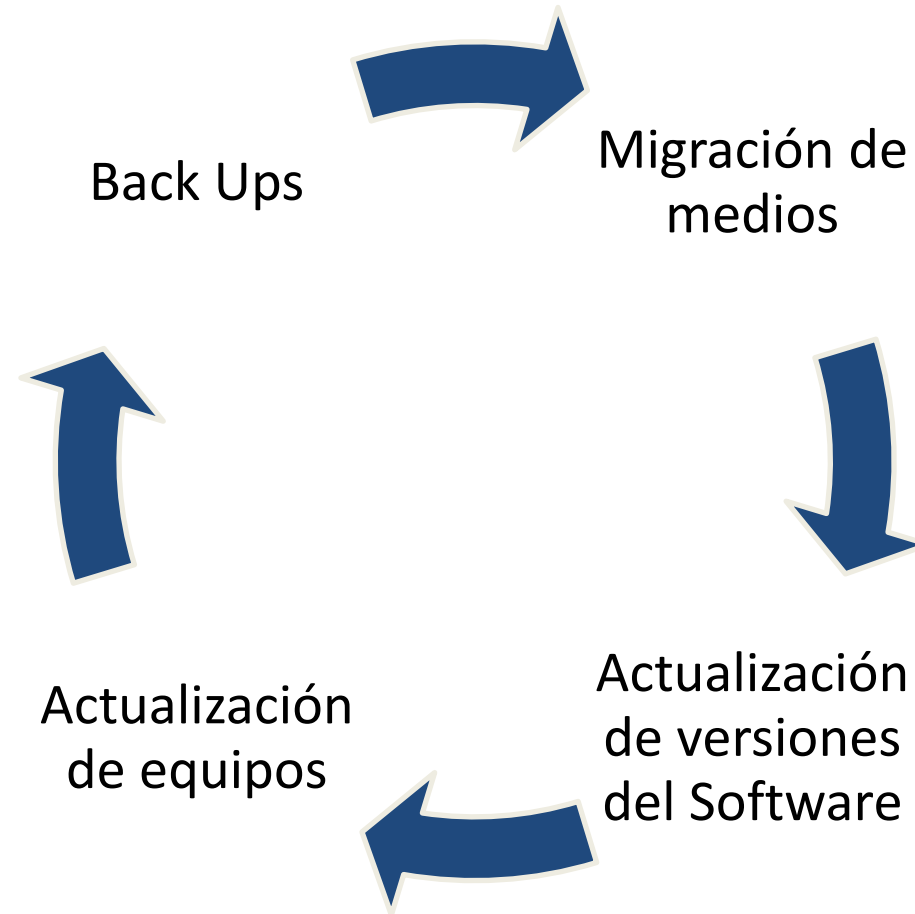 Back Ups
Migración de
medios
Actualización
de versiones
del Software
Actualización
de equipos